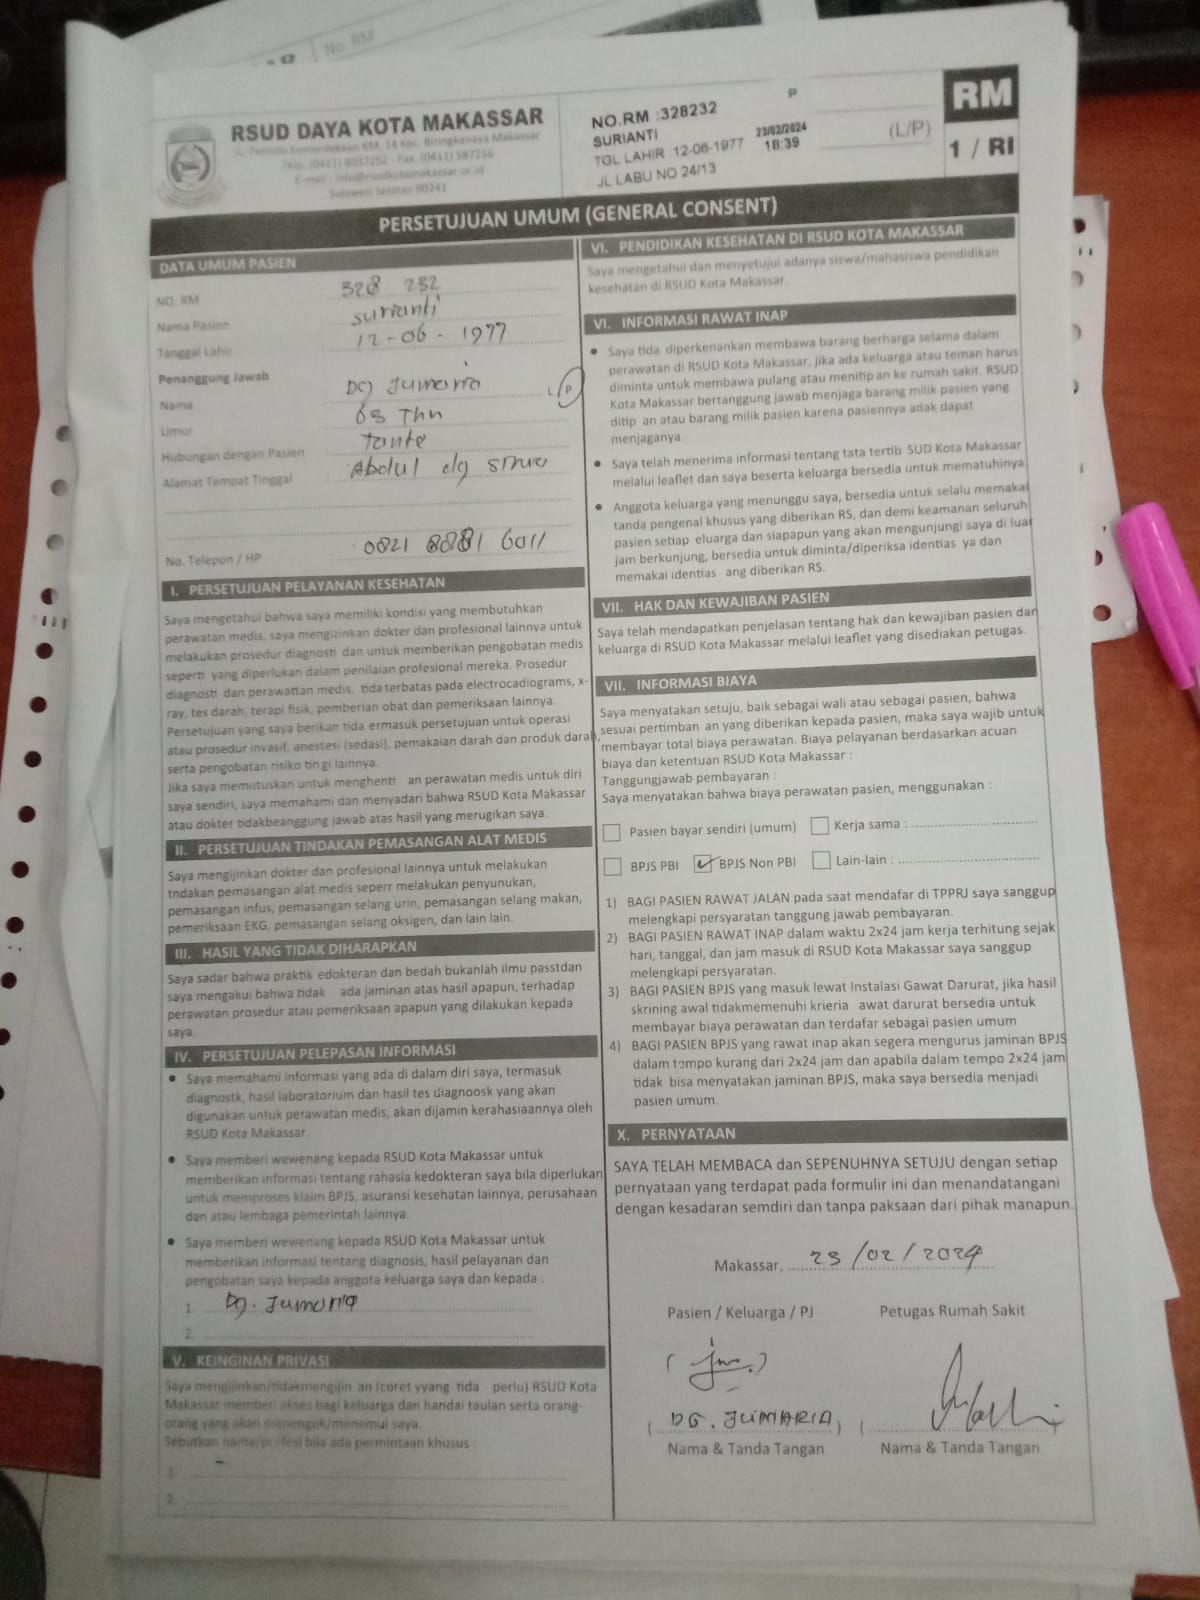 No. RM
RSUD DAYA KOTA MAKASSAR
JL. Perintis Kemerdekaan KM. 14 Kec. Biringkanaya Makassar
Telp. (0411) 8037252 - Fax. (0411) 587256
E-mail : info@rsudkotamakassar.or.id
Sulawesi Selatan 90241
P
NO.RM :328232
SURIANTI
23/02/2024
TGL LAHIR 12-06-1977
18:39
JL LABU NO 24/13
(L/P)
RM
1 / RI
PERSETUJUAN UMUM (GENERAL CONSENT)
DATA UMUM PASIEN
NO. RM 328 232
Nama Pasien surianti
Tanggal Lahir 12-06-1977
Penanggung Jawab
Nama Dg Jumaria L/P
Umur 63 Thn
Hubungan dengan Pasien : Tante
Alamat Tempat Tinggal : Abdul dg
No. Telepon / HP : 0821 8881 6011
I. PERSETUJUAN PELAYANAN KESEHATAN
Saya mengetahui bahwa saya memiliki kondisi yang membutuhkan
perawatan medis, saya mengizinkan dokter dan profesional lainnya untuk
melakukan prosedur diagnosti dan untuk memberikan pengobatan medis
seperti yang diperlukan dalam penilaian profesional mereka. Prosedur
diagnosti dan perawattan medis, tida terbatas pada electrocadiograms, x-
ray, tes darah, terapi fisik, pemberian obat dan pemeriksaan lainnya.
Persetujuan yang saya berikan tida ermasuk persetujuan untuk operasi
atau prosedur invasif, anestesi (sedasi), pemakaian darah dan produk darah,
serta pengobatan risiko tin gi lainnya.
Jika saya memutuskan untuk menghenti an perawatan medis untuk diri
saya sendiri, saya memahami dan menyadari bahwa RSUD Kota Makassar
atau dokter tidakbeanggung jawab atas hasil yang merugikan saya.
II. PERSETUJUAN TINDAKAN PEMASANGAN ALAT MEDIS
Saya mengijinkan dokter dan profesional lainnya untuk melakukan
tndakan pemasangan alat medis seperr melakukan penyunukan,
pemasangan infus, pemasangan selang urin, pemasangan selang makan,
pemeriksaan EKG, pemasangan selang oksigen, dan lain lain.
III. HASIL YANG TIDAK DIHARAPKAN
Saya sadar bahwa praktik edokteran dan bedah bukanlah ilmu passtdan
saya mengakui bahwa tidak ada jaminan atas hasil apapun, terhadap
perawatan prosedur atau pemeriksaan apapun yang dilakukan kepada
saya.
IV. PERSETUJUAN PELEPASAN INFORMASI
• Saya memahami informasi yang ada di dalam diri saya, termasuk
diagnostk, hasil laboratorium dan hasil tes diagnoosk yang akan
digunakan untuk perawatan medis, akan dijamin kerahasiaannya oleh
RSUD Kota Makassar.
• Saya memberi wewenang kepada RSUD Kota Makassar untuk
memberikan informasi tentang rahasia kedokteran saya bila diperlukan
untuk memproses klaim BPJS, asuransi kesehatan lainnya, perusahaan
dan atau lembaga pemerintah lainnya.
• Saya memberi wewenang kepada RSUD Kota Makassar untuk
memberikan informasi tentang diagnosis, hasil pelayanan dan
pengobatan saya kepada anggota keluarga saya dan kepada :
1. Dg. Jumaria
2.
V. KEINGINAN PRIVASI
Saya mengijinkan/tidakmengijin an (coret yyang tida perlu) RSUD Kota
Makassar memberi akses bagi keluarga dan handai taulan serta orang-
orang yang akan menengok/menemui saya.
Sebutkan nama/profesi bila ada permintaan khusus :
1. -
2.
VI. PENDIDIKAN KESEHATAN DI RSUD KOTA MAKASSAR
Saya mengetahui dan menyetujui adanya siswa/mahasiswa pendidikan
kesehatan di RSUD Kota Makassar.
VI. INFORMASI RAWAT INAP
• Saya tida diperkenankan membawa barang berharga selama dalam
perawatan di RSUD Kota Makassar, jika ada keluarga atau teman harus
diminta untuk membawa pulang atau menitip an ke rumah sakit. RSUD
Kota Makassar bertanggung jawab menjaga barang milik pasien yang
ditip an atau barang milik pasien karena pasiennya adak dapat
menjaganya.
• Saya telah menerima informasi tentang tata tertib SUD Kota Makassar
melalui leaflet dan saya beserta keluarga bersedia untuk mematuhinya
• Anggota keluarga yang menunggu saya, bersedia untuk selalu memakai
tanda pengenal khusus yang diberikan RS, dan demi keamanan seluruh
pasien setiap eluarga dan siapapun yang akan mengunjungi saya di luar
jam berkunjung, bersedia untuk diminta/diperiksa identias ya dan
memakai identias ang diberikan RS.
VII. HAK DAN KEWAJIBAN PASIEN
Saya telah mendapatkan penjelasan tentang hak dan kewajiban pasien dan
keluarga di RSUD Kota Makassar melalui leaflet yang disediakan petugas.
VII. INFORMASI BIAYA
Saya menyatakan setuju, baik sebagai wali atau sebagai pasien, bahwa
sesuai pertimban an yang diberikan kepada pasien, maka saya wajib untuk
membayar total biaya perawatan. Biaya pelayanan berdasarkan acuan
biaya dan ketentuan RSUD Kota Makassar :
Tanggungjawab pembayaran :
Saya menyatakan bahwa biaya perawatan pasien, menggunakan :
Pasien bayar sendiri (umum) Kerja sama :
BPJS PBI ✓ BPJS Non PBI Lain-lain :
1) BAGI PASIEN RAWAT JALAN pada saat mendafar di TPPRJ saya sanggup
melengkapi persyaratan tanggung jawab pembayaran.
2) BAGI PASIEN RAWAT INAP dalam waktu 2x24 jam kerja terhitung sejak
hari, tanggal, dan jam masuk di RSUD Kota Makassar saya sanggup
melengkapi persyaratan.
3) BAGI PASIEN BPJS yang masuk lewat Instalasi Gawat Darurat, jika hasil
skrining awal tidakmemenuhi krieria awat darurat bersedia untuk
membayar biaya perawatan dan terdafar sebagai pasien umum
4) BAGI PASIEN BPJS yang rawat inap akan segera mengurus jaminan BPJS
dalam tempo kurang dari 2x24 jam dan apabila dalam tempo 2x24 jam
tidak bisa menyatakan jaminan BPJS, maka saya bersedia menjadi
pasien umum.
X. PERNYATAAN
SAYA TELAH MEMBACA dan SEPENUHNYA SETUJU dengan setiap
pernyataan yang terdapat pada formulir ini dan menandatangani
dengan kesadaran semdiri dan tanpa paksaan dari pihak manapun.
Makassar, 23/02/2024
Pasien / Keluarga / PJ Petugas Rumah Sakit
( DG. JUMARIA )
Nama & Tanda Tangan Nama & Tanda Tangan